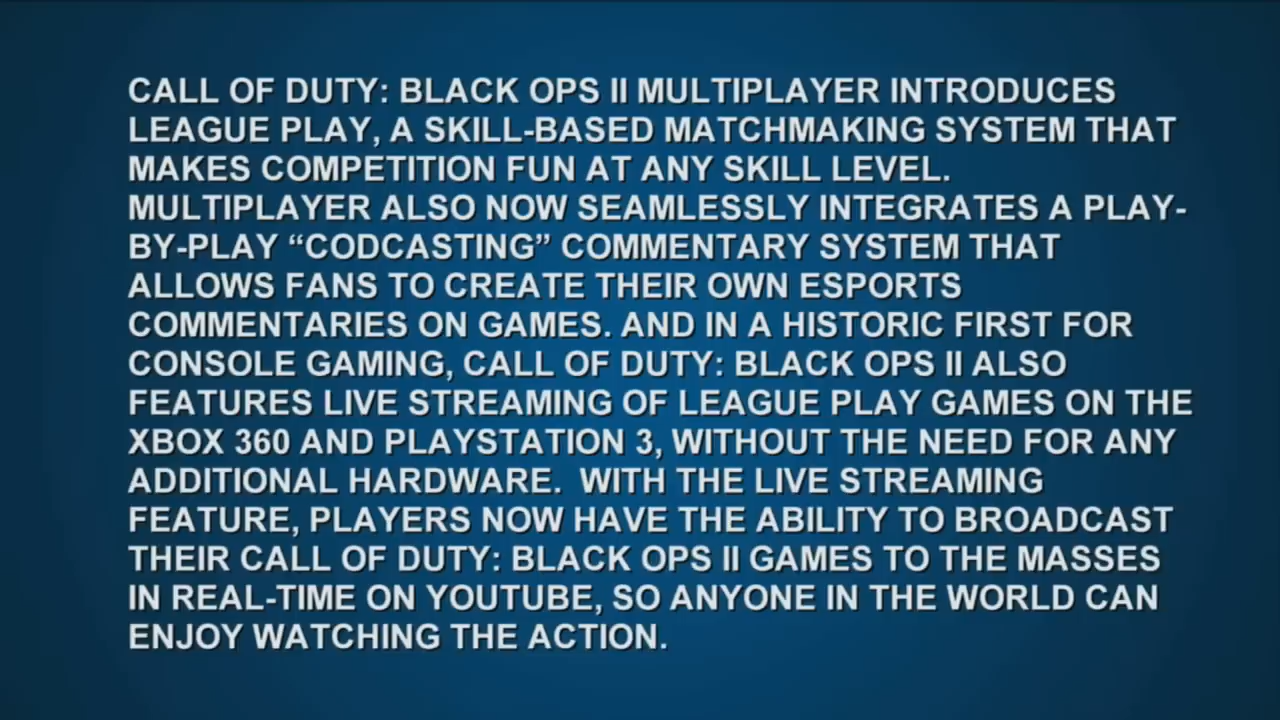 CALL OF DUTY: BLACK OPS II MULTIPLAYER INTRODUCES
LEAGUE PLAY, A SKILL-BASED MATCHMAKING SYSTEM THAT
MAKES COMPETITION FUN AT ANY SKILL LEVEL.
MULTIPLAYER ALSO NOW SEAMLESSLY INTEGRATES A PLAY-
BY-PLAY “CODCASTING” COMMENTARY SYSTEM THAT
ALLOWS FANS TO CREATE THEIR OWN ESPORTS
COMMENTARIES ON GAMES. AND IN A HISTORIC FIRST FOR
CONSOLE GAMING, CALL OF DUTY: BLACK OPS II ALSO
FEATURES LIVE STREAMING OF LEAGUE PLAY GAMES ON THE
XBOX 360 AND PLAYSTATION 3, WITHOUT THE NEED FOR ANY
ADDITIONAL HARDWARE.  WITH THE LIVE STREAMING
FEATURE, PLAYERS NOW HAVE THE ABILITY TO BROADCAST
THEIR CALL OF DUTY: BLACK OPS II GAMES TO THE MASSES
IN REAL-TIME ON YOUTUBE, SO ANYONE IN THE WORLD CAN
ENJOY WATCHING THE ACTION.